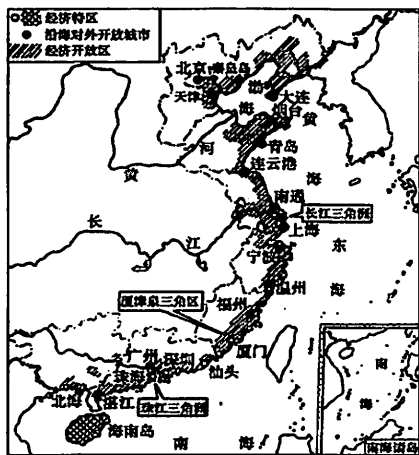 经济特区
沿海对外开放城市
经济开放区
北京
秦皇岛
渤
天津
大连
海
烟台
黄
河
青岛
黄
连云港
海
南通
长江三角洲
长
江
上海
宁波
东
温州
海
厦漳泉三角区
福州
广州
深圳
厦门
珠海
汕头
南
北海
湛江
珠江三角洲
海
海南岛
南
海
南海诸岛